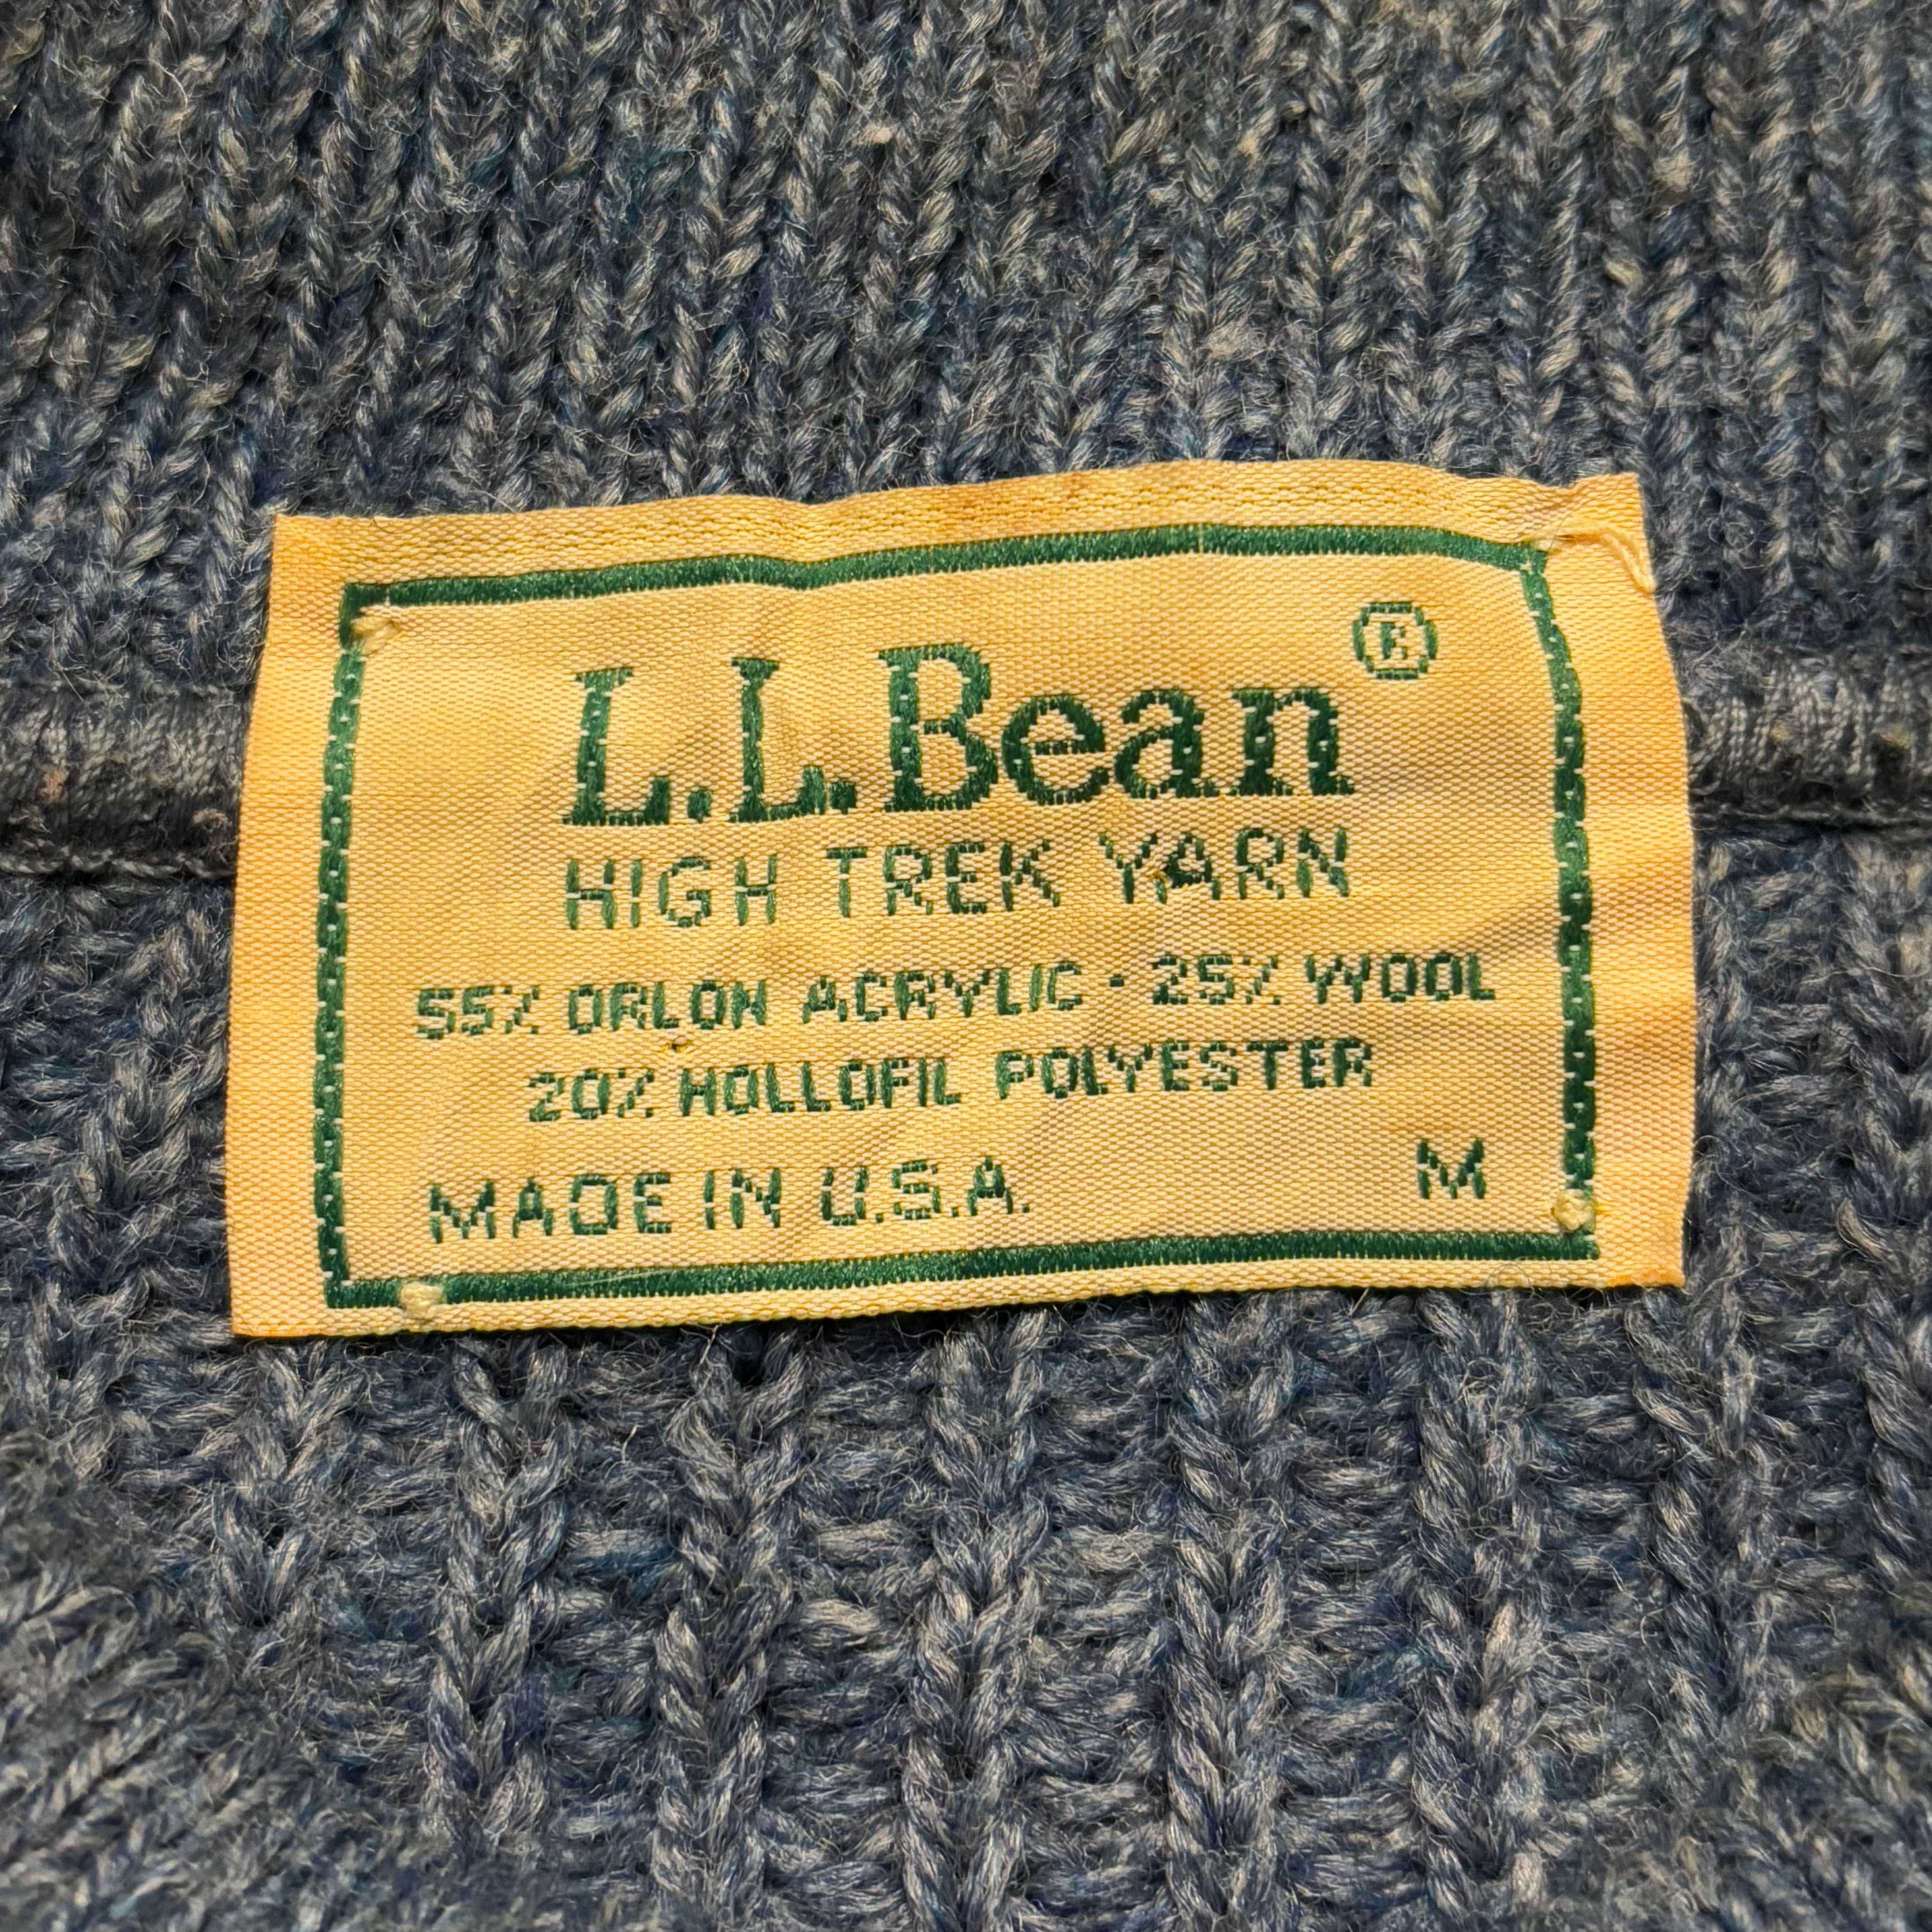 L.L.Bean®
HIGH TREK YARN
55% ORLON ACRYLIC · 25% WOOL
20% HOLLOFIL POLYESTER
MADE IN U.S.A. M